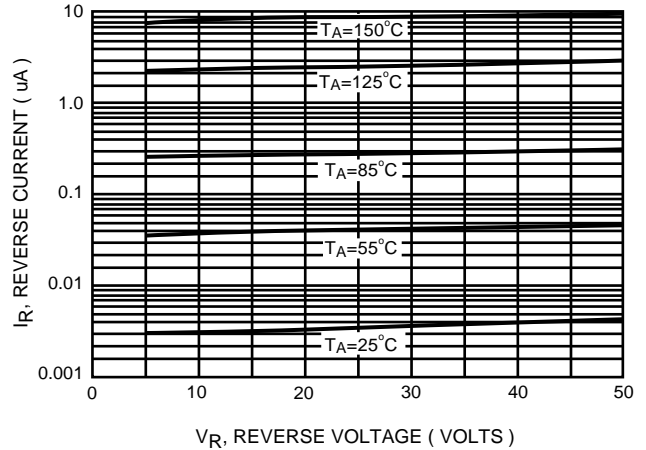 10
T_A=150°C
T_A=125°C
1.0
T_A=85°C
0.1
T_A=55°C
0.01
T_A=25°C
0.001
0
10
20
30
40
50
I_R, REVERSE CURRENT ( uA )
V_R, REVERSE VOLTAGE ( VOLTS )